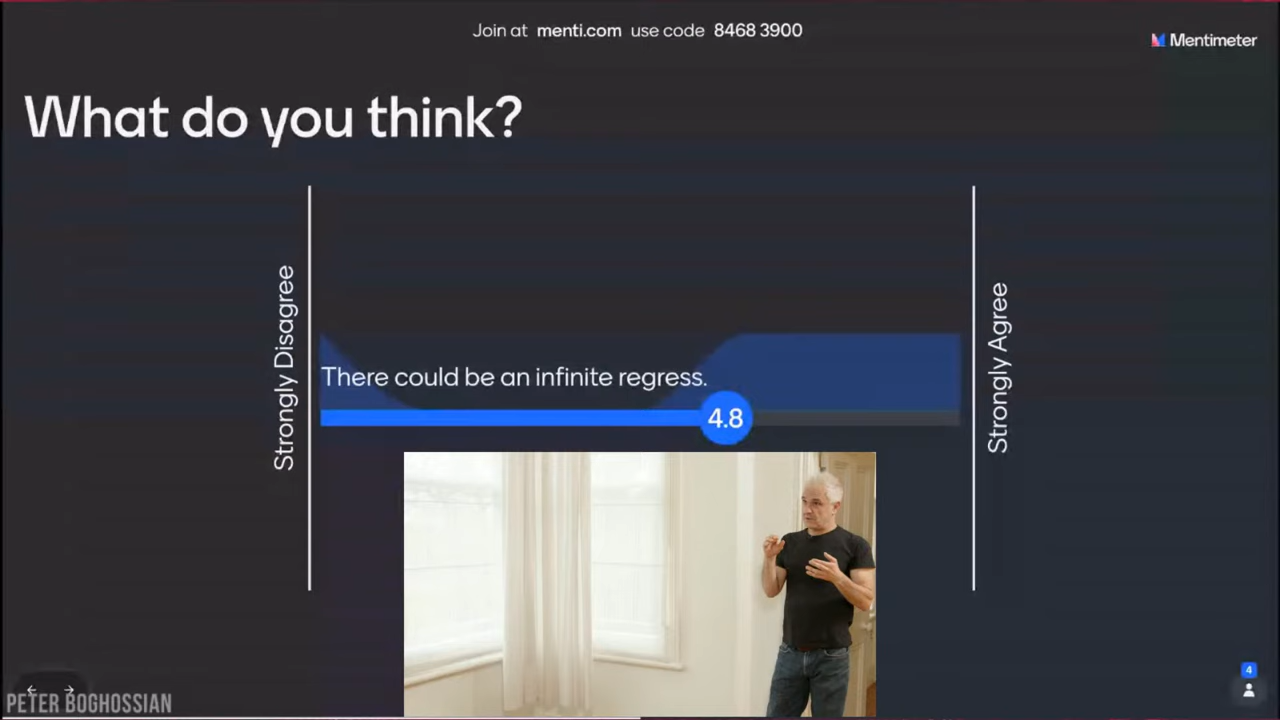 Join at menti.com use code 8468 3900
Mentimeter
What do you think?
Strongly Disagree
There could be an infinite regress.
4.8
Strongly Agree
4
PETER BOGHOSSIAN